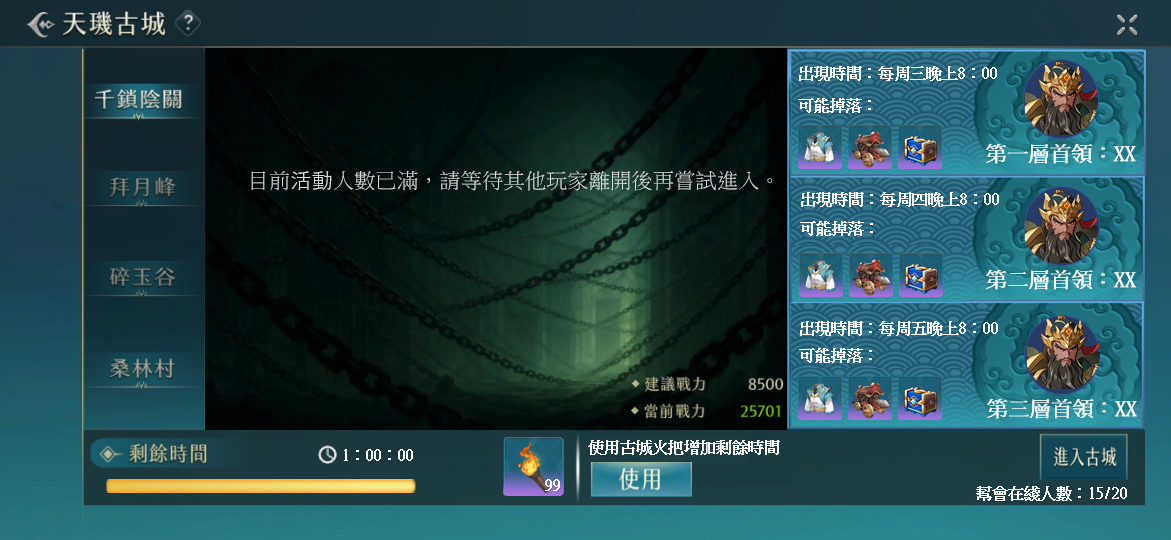 天璣古城 ?
千鎖陰關
拜月峰
碎玉谷
桑林村
目前活動人數已滿，請等待其他玩家離開後再嘗試進入。
建議戰力 8500
當前戰力 25701
出現時間：每周三晚上8：00
可能掉落：
第一層首領：XX
出現時間：每周四晚上8：00
可能掉落：
第二層首領：XX
出現時間：每周五晚上8：00
可能掉落：
第三層首領：XX
剩餘時間 1：00：00
99
使用古城火把增加剩餘時間
使用
進入古城
幫會在綫人數：15/20